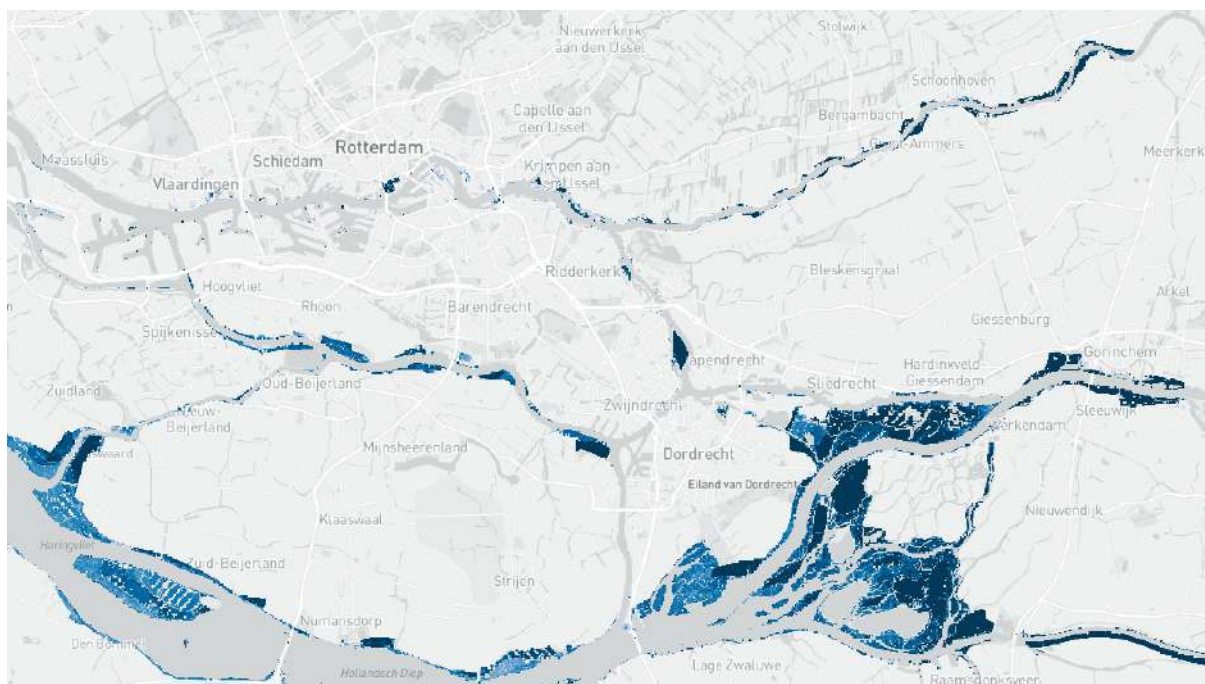 Nieuwerkerk
aan den IJssel
Stolwijk
Schoonhoven
Capelle aan
den IJssel
Bergambacht
Rotterdam
Maassluis
Schiedam
Krimpen aan
Meerkerk
Vlaardingen
Ridderkerk
Bleskensgraaf
Hoogvliet
Arkel
Rhoon
Barendrecht
Giessenburg
Spijkenisse
Gorinchem
Papendrecht
Hardinxveld
Giessendam
Oud-Beijerland
Sliedrecht
Zuidland
Zwijndrecht
Nieuw-
Beijerland
Sleeuwijk
Werkendam
Mijnsheerenland
Dordrecht
Eiland van Dordrecht
Nieuwendijk
Klaaswaal
Haringvliet
Zuid-Beijerland
Strijen
Numansdorp
Den Bommel
Lage Zwaluwe
Hollandsch Diep
Raamsdonksveer